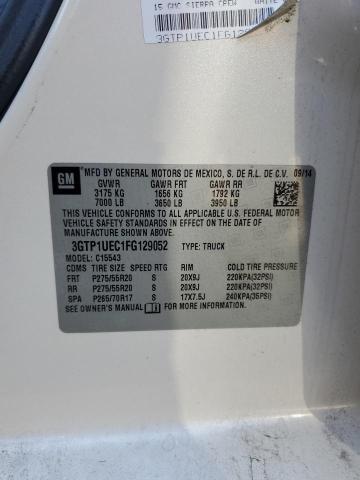 15 GMC SIERRA CREW WHITE
3GTP1UEC1FG129052
GM
MFD BY GENERAL MOTORS DE MEXICO, S. DE R.L. DE C.V. 09/14
GVWR GAWR FRT GAWR RR
3175 KG 1656 KG 1792 KG
7000 LB 3650 LB 3950 LB
THIS VEHICLE CONFORMS TO ALL APPLICABLE U.S. FEDERAL
MOTOR VEHICLE SAFETY STANDARDS IN EFFECT ON THE DATE OF
MANUFACTURE SHOWN ABOVE.
3GTP1UEC1FG129052 TYPE: TRUCK
MODEL: C15543
CDMS TIRE SIZE SPEED RTG RIM COLD TIRE PRESSURE
FRT P275/55R20 S 20X9J 220KPA(32PSI)
RR P275/55R20 S 20X9J 220KPA(32PSI)
SPA P265/70R17 S 17X7.5J 240KPA(35PSI)
SEE OWNER'S MANUAL FOR MORE INFORMATION.